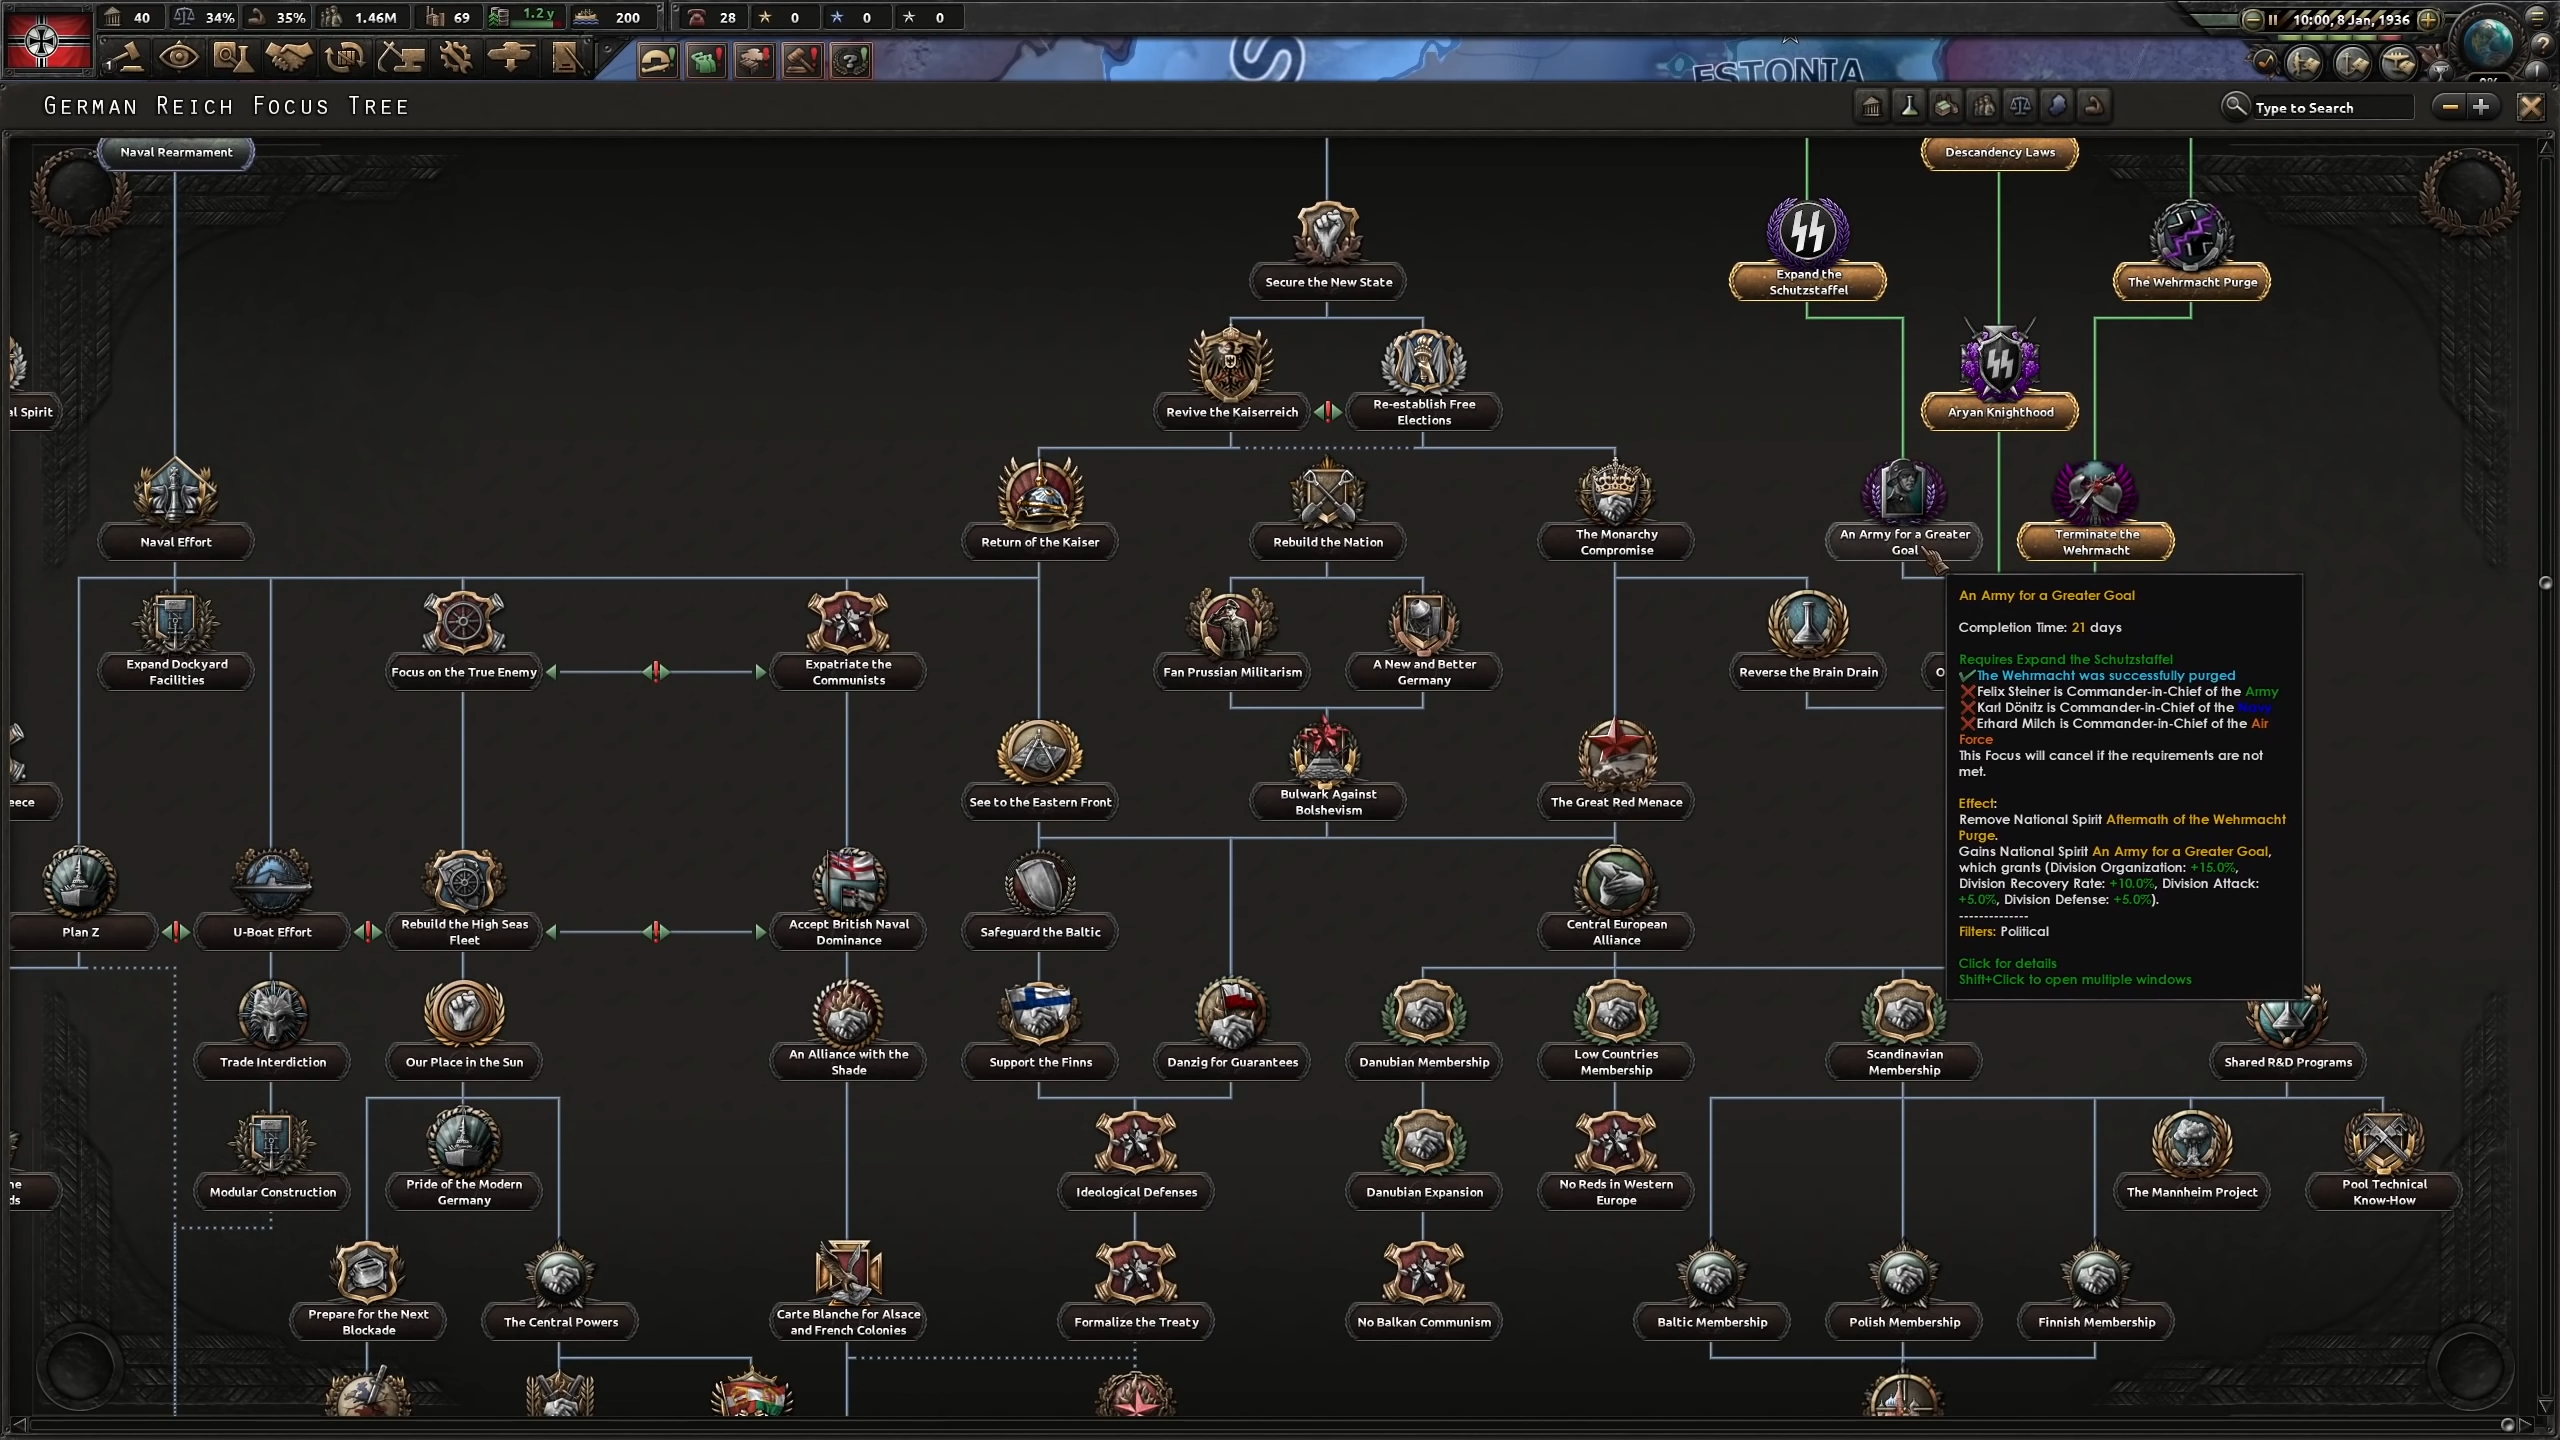 40
34%
35%
1.46M
69
1.2 y
200
28
0
0
0
10:00, 8 Jan, 1936
1
ESTONIA
German Reich Focus Tree
Type to Search
Naval Rearmament
Descandency Laws
Secure the New State
Expand the
Schutzstaffel
The Wehrmacht Purge
al Spirit
Revive the Kaiserreich
Re-establish Free
Elections
Aryan Knighthood
Naval Effort
Return of the Kaiser
Rebuild the Nation
The Monarchy
Compromise
An Army for a Greater
Goal
Terminate the
Wehrmacht
Expand Dockyard
Facilities
Focus on the True Enemy
Expatriate the
Communists
Fan Prussian Militarism
A New and Better
Germany
Reverse the Brain Drain
O
An Army for a Greater Goal
Completion Time: 21 days
Requires Expand the Schutzstaffel
The Wehrmacht was successfully purged
Felix Steiner is Commander-in-Chief of the Army
Karl Dönitz is Commander-in-Chief of the Navy
Erhard Milch is Commander-in-Chief of the Air
Force
This Focus will cancel if the requirements are not
met.
Effect:
Remove National Spirit Aftermath of the Wehrmacht
Purge.
Gains National Spirit An Army for a Greater Goal,
which grants (Division Organization: +15.0%,
Division Recovery Rate: +10.0%, Division Attack:
+5.0%, Division Defense: +5.0%).
--------------
Filters: Political
Click for details
Shift+Click to open multiple windows
eece
See to the Eastern Front
Bulwark Against
Bolshevism
The Great Red Menace
Plan Z
U-Boat Effort
Rebuild the High Seas
Fleet
Accept British Naval
Dominance
Safeguard the Baltic
Central European
Alliance
Trade Interdiction
Our Place in the Sun
An Alliance with the
Shade
Support the Finns
Danzig for Guarantees
Danubian Membership
Low Countries
Membership
Scandinavian
Membership
Shared R&D Programs
he
ds
Modular Construction
Pride of the Modern
Germany
Ideological Defenses
Danubian Expansion
No Reds in Western
Europe
The Mannheim Project
Pool Technical
Know-How
Prepare for the Next
Blockade
The Central Powers
Carte Blanche for Alsace
and French Colonies
Formalize the Treaty
No Balkan Communism
Baltic Membership
Polish Membership
Finnish Membership